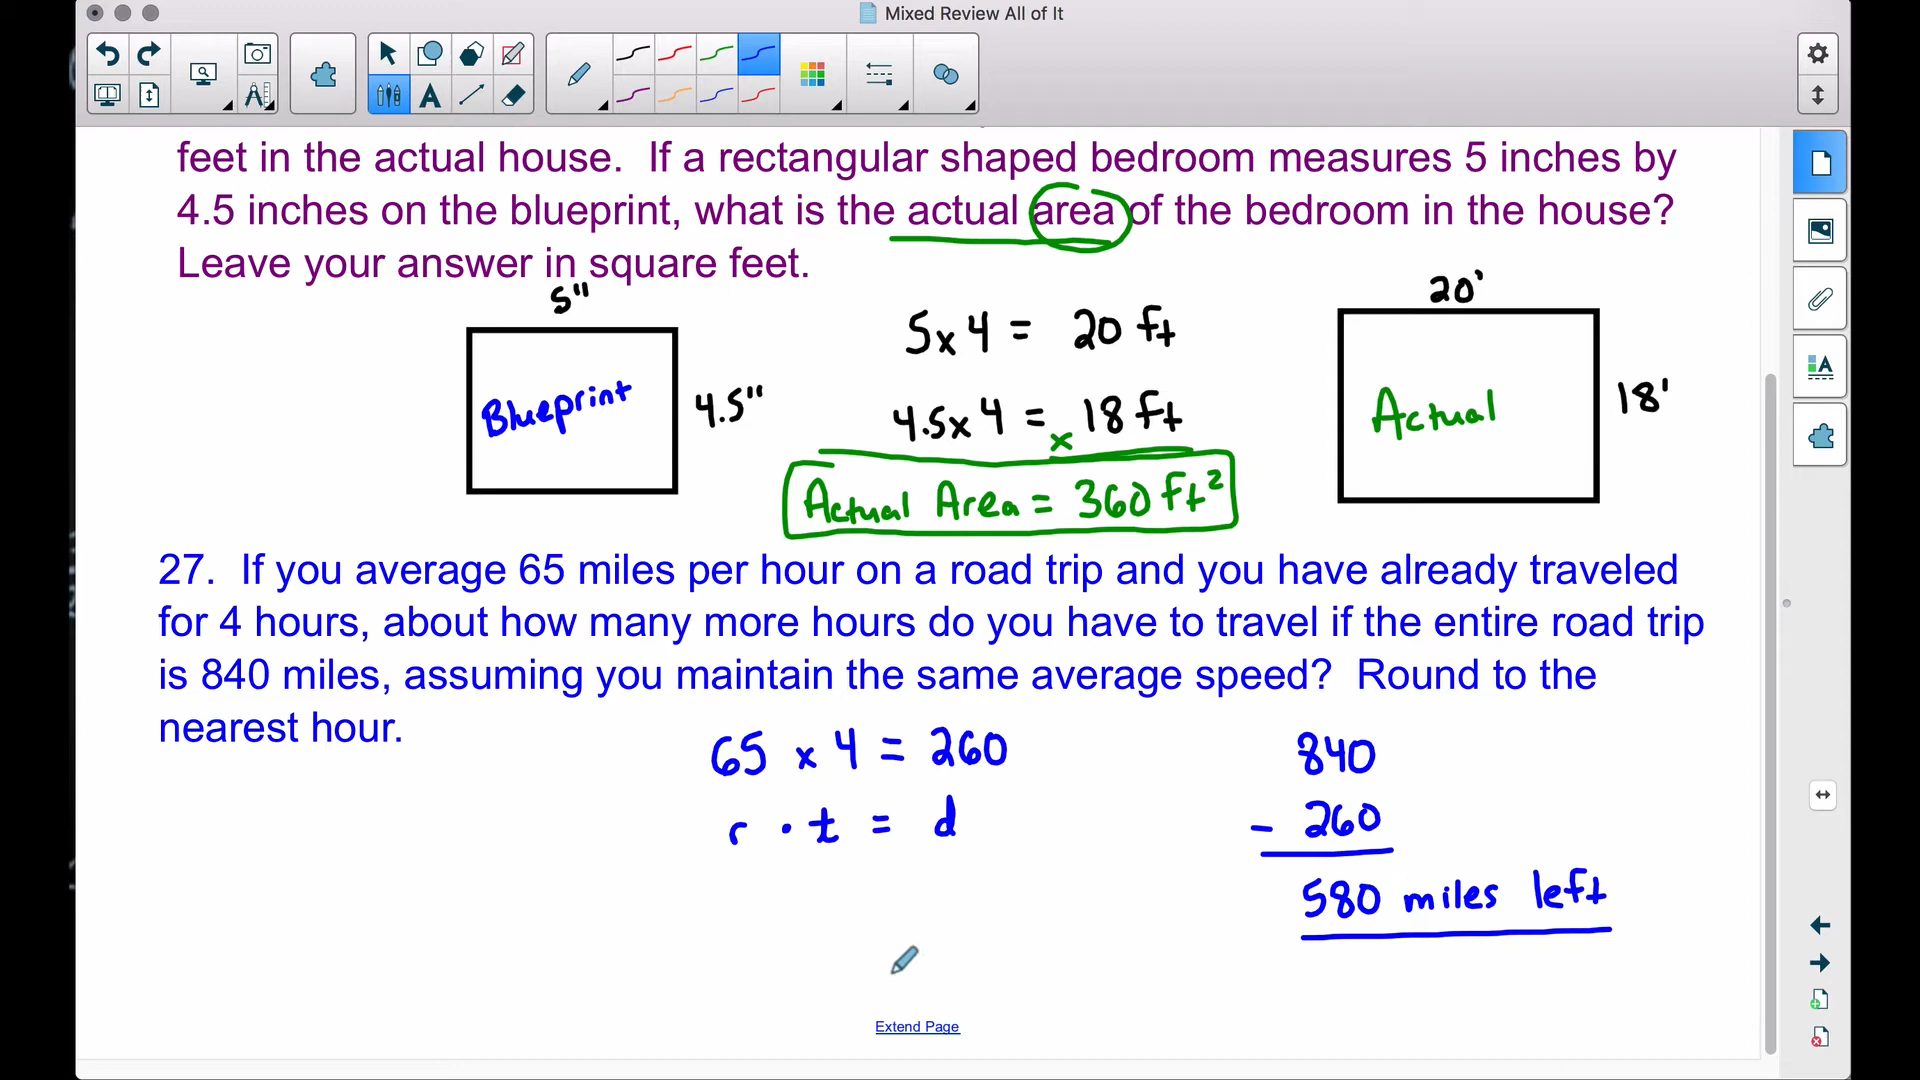 Mixed Review All of It
feet in the actual house. If a rectangular shaped bedroom measures 5 inches by
4.5 inches on the blueprint, what is the actual area of the bedroom in the house?
Leave your answer in square feet.
5"
20'
5 x 4 = 20 ft
Blueprint
4.5"
4.5 x 4 = 18 ft
x
Actual
18'
Actual Area = 360 ft²
27. If you average 65 miles per hour on a road trip and you have already traveled
for 4 hours, about how many more hours do you have to travel if the entire road trip
is 840 miles, assuming you maintain the same average speed? Round to the
nearest hour.
65 x 4 = 260
840
r · t = d
- 260
580 miles left
Extend Page